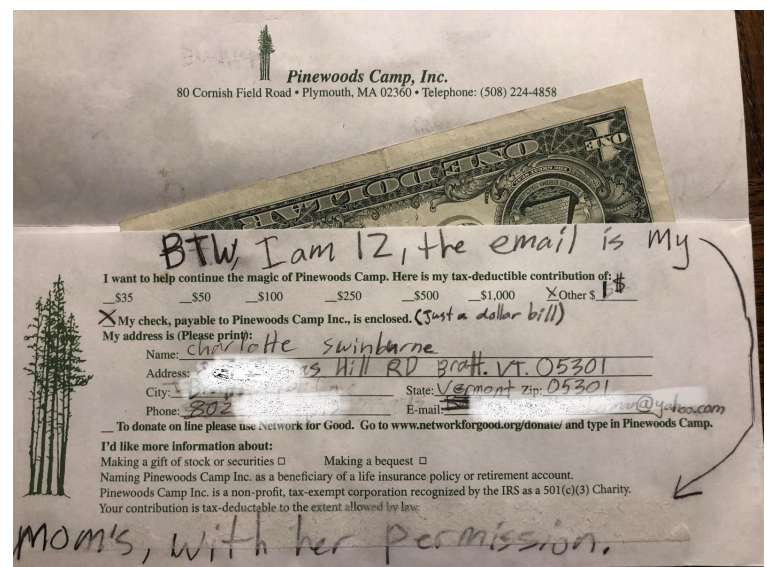 Pinewoods Camp, Inc.
80 Cornish Field Road • Plymouth, MA 02360 • Telephone: (508) 224-4858
ONE
ONE DOLLAR
BTW, I am 12, the email is my
I want to help continue the magic of Pinewoods Camp. Here is my tax-deductible contribution of:
__$35 __$50 __$100 __$250 __$500 __$1,000 X Other $ 1$
X My check, payable to Pinewoods Camp Inc., is enclosed. (Just a dollar bill)
My address is (Please print):
Name: Charlotte Swinburne
Address: Hill RD Bratt. VT. 05301
City: State: Vermont Zip: 05301
Phone: 802 E-mail: @yahoo.com
__ To donate on line please use Network for Good. Go to www.networkforgood.org/donate/ and type in Pinewoods Camp.
I'd like more information about:
Making a gift of stock or securities □ Making a bequest □
Naming Pinewoods Camp Inc. as a beneficiary of a life insurance policy or retirement account.
Pinewoods Camp Inc. is a non-profit, tax-exempt corporation recognized by the IRS as a 501(c)(3) Charity.
Your contribution is tax-deductable to the extent allowed by law.
Mom's, with her permission.